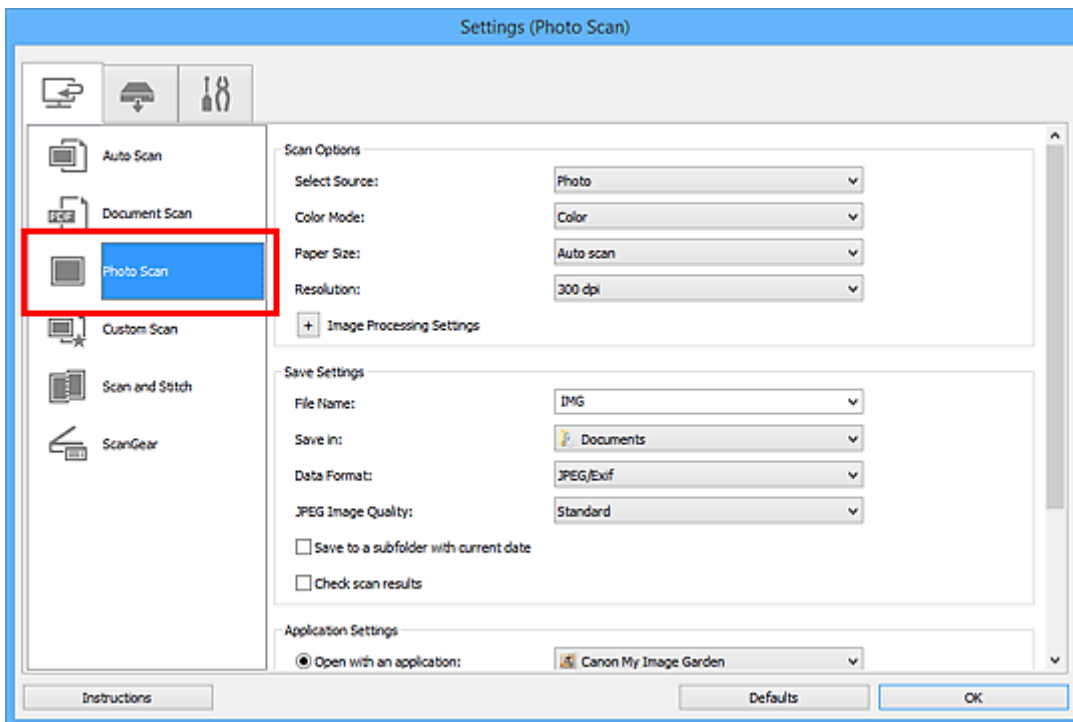 Settings (Photo Scan)
Auto Scan
PDF
Document Scan
Photo Scan
Custom Scan
Scan and Stitch
ScanGear
Scan Options
Select Source: Photo
Color Mode: Color
Paper Size: Auto scan
Resolution: 300 dpi
+ Image Processing Settings
Save Settings
File Name: IMG
Save in: Documents
Data Format: JPEG/Exif
JPEG Image Quality: Standard
Save to a subfolder with current date
Check scan results
Application Settings
Open with an application: Canon My Image Garden
Instructions Defaults OK